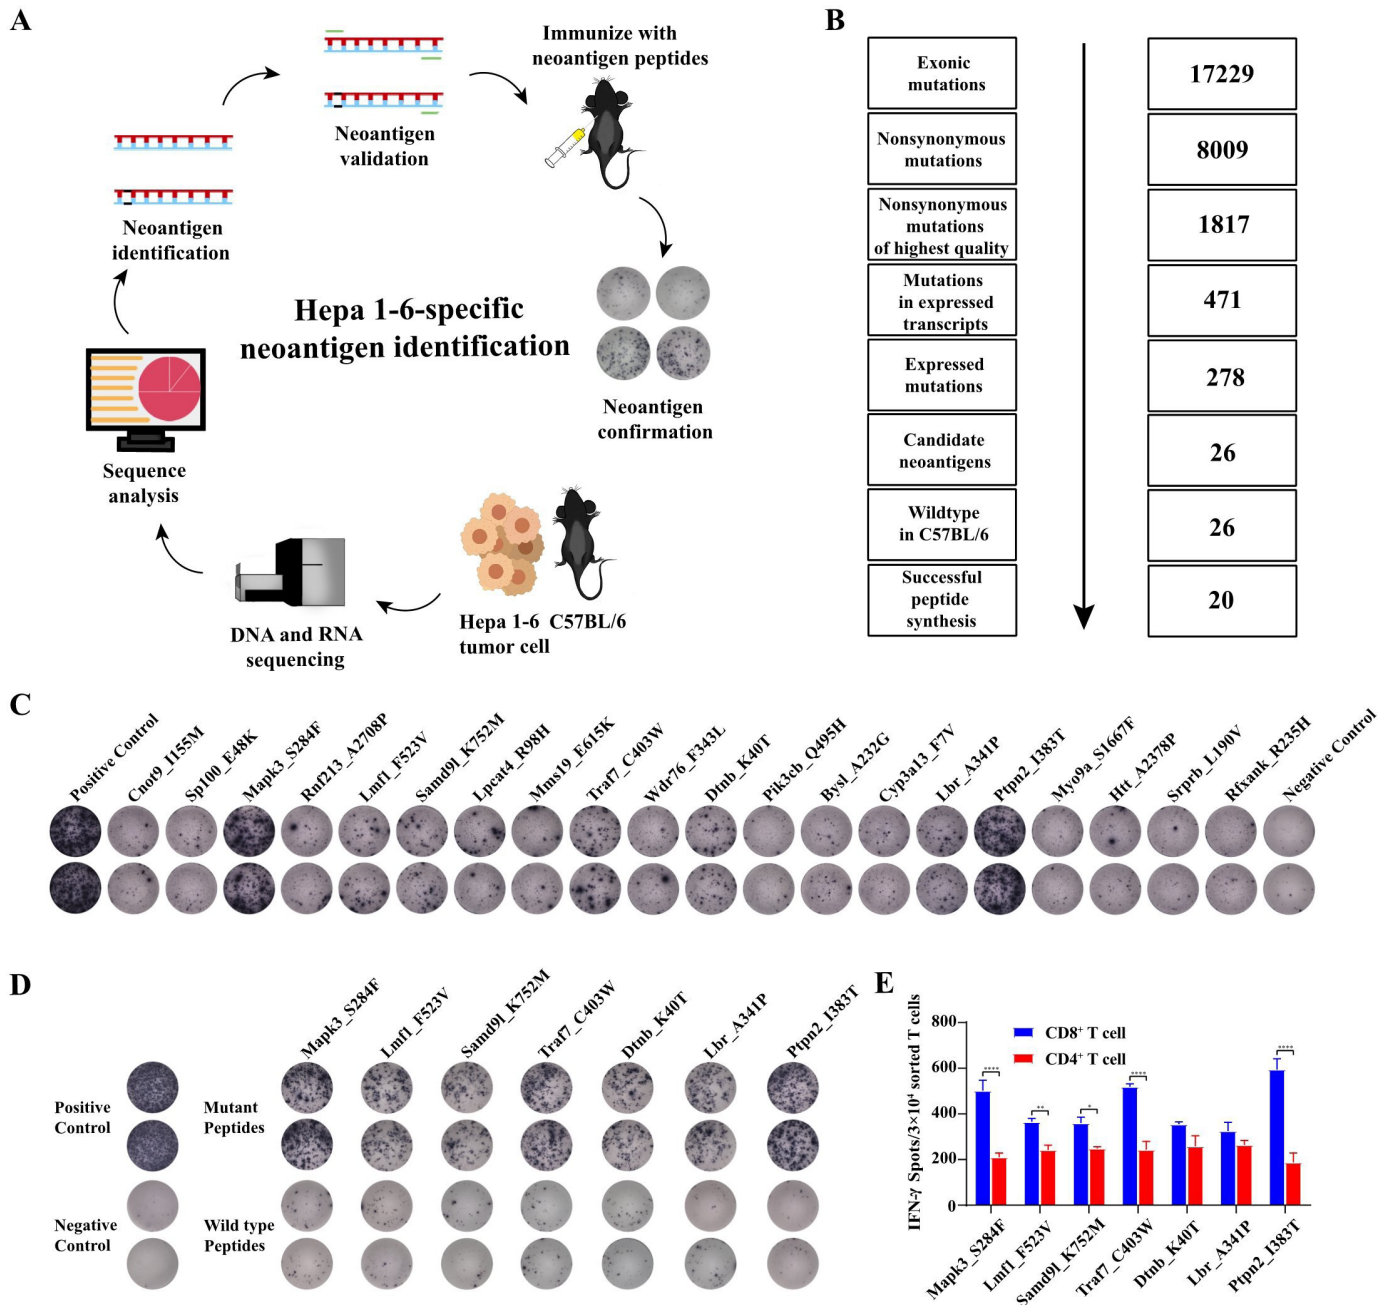 A
Immunize with
neoantigen peptides
Neoantigen
validation
Neoantigen
identification
Hepa 1-6-specific
neoantigen identification
Neoantigen
confirmation
Sequence
analysis
DNA and RNA
sequencing
Hepa 1-6 C57BL/6
tumor cell
B
Exonic
mutations
17229
Nonsynonymous
mutations
8009
Nonsynonymous
mutations
of highest quality
1817
Mutations
in expressed
transcripts
471
Expressed
mutations
278
Candidate
neoantigens
26
Wildtype
in C57BL/6
26
Successful
peptide
synthesis
20
C
Positive Control
Cnot9_I155M
Sp100_E48K
Mapk3_S284F
Rnf213_A2708P
Lmf1_F523V
Samd9l_K752M
Lpcat4_R98H
Mms19_E615K
Traf7_C403W
Wdr76_F343L
Dtnb_K40T
Pik3cb_Q495H
Bysl_A232G
Cyp3a13_F7V
Lbr_A341P
Ptpn2_I383T
Myo9a_S1667F
Htt_A2378P
Srprb_L190V
Rfxank_R235H
Negative Control
D
Mapk3_S284F
Lmf1_F523V
Samd9l_K752M
Traf7_C403W
Dtnb_K40T
Lbr_A341P
Ptpn2_I383T
Positive
Control
Mutant
Peptides
Negative
Control
Wild type
Peptides
E
IFN-γ Spots/3×10⁴ sorted T cells
800
600
400
200
0
CD8⁺ T cell
CD4⁺ T cell
****
**
*
****
****
Mapk3_S284F
Lmf1_F523V
Samd9l_K752M
Traf7_C403W
Dtnb_K40T
Lbr_A341P
Ptpn2_I383T